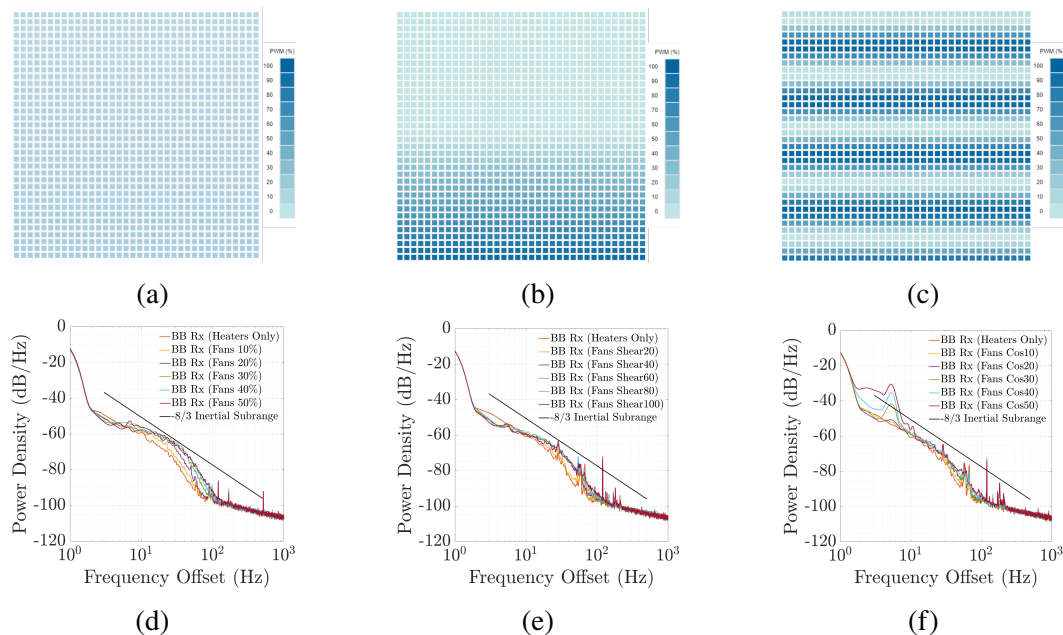 PWM (%)
100
90
80
70
60
50
40
30
20
10
0
PWM (%)
100
90
80
70
60
50
40
30
20
10
0
PWM (%)
100
90
80
70
60
50
40
30
20
10
0
(a)
(b)
(c)
Power Density (dB/Hz)
0
-20
-40
-60
-80
-100
-120
BB Rx (Heaters Only)
BB Rx (Fans 10%)
BB Rx (Fans 20%)
BB Rx (Fans 30%)
BB Rx (Fans 40%)
BB Rx (Fans 50%)
-8/3 Inertial Subrange
10^0
10^1
10^2
10^3
Frequency Offset (Hz)
Power Density (dB/Hz)
0
-20
-40
-60
-80
-100
-120
BB Rx (Heaters Only)
BB Rx (Fans Shear20)
BB Rx (Fans Shear40)
BB Rx (Fans Shear60)
BB Rx (Fans Shear80)
BB Rx (Fans Shear100)
-8/3 Inertial Subrange
10^0
10^1
10^2
10^3
Frequency Offset (Hz)
Power Density (dB/Hz)
0
-20
-40
-60
-80
-100
-120
BB Rx (Heaters Only)
BB Rx (Fans Cos10)
BB Rx (Fans Cos20)
BB Rx (Fans Cos30)
BB Rx (Fans Cos40)
BB Rx (Fans Cos50)
-8/3 Inertial Subrange
10^0
10^1
10^2
10^3
Frequency Offset (Hz)
(d)
(e)
(f)